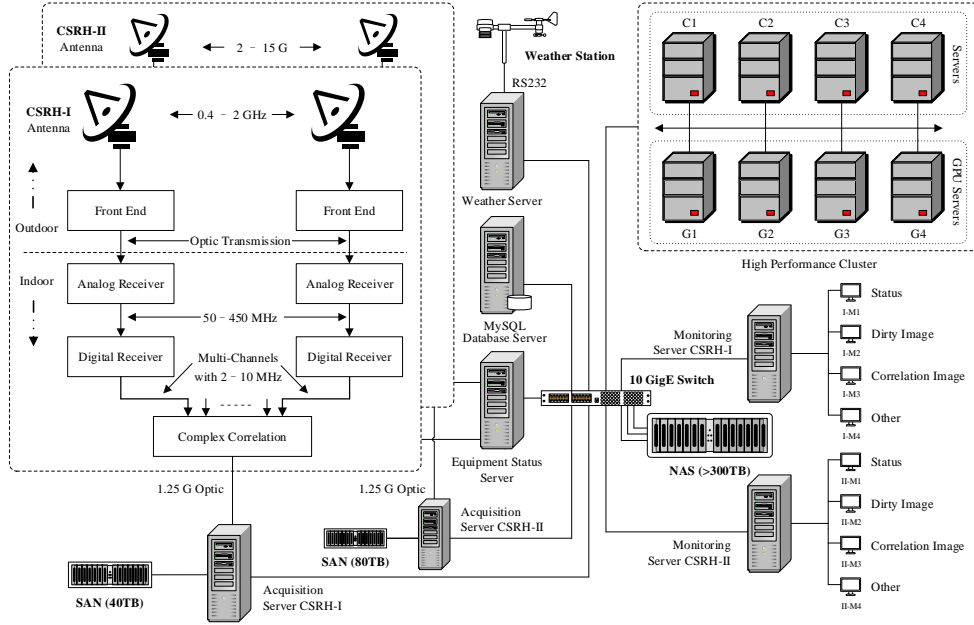 CSRH-II
Antenna
2 - 15 G
CSRH-I
Antenna
0.4 - 2 GHz
Front End
Front End
Outdoor
Optic Transmission
Indoor
Analog Receiver
Analog Receiver
50 - 450 MHz
Digital Receiver
Digital Receiver
Multi-Channels
with 2 - 10 MHz
Complex Correlation
1.25 G Optic
1.25 G Optic
SAN (40TB)
Acquisition
Server CSRH-I
SAN (80TB)
Acquisition
Server CSRH-II
Weather Station
RS232
Weather Server
MySQL
Database Server
Equipment Status
Server
10 GigE Switch
NAS (>300TB)
C1
C2
C3
C4
Servers
GPU Servers
G1
G2
G3
G4
High Performance Cluster
Monitoring
Server CSRH-I
Status
I-M1
Dirty Image
I-M2
Correlation Image
I-M3
Other
I-M4
Monitoring
Server CSRH-II
Status
II-M1
Dirty Image
II-M2
Correlation Image
II-M3
Other
II-M4